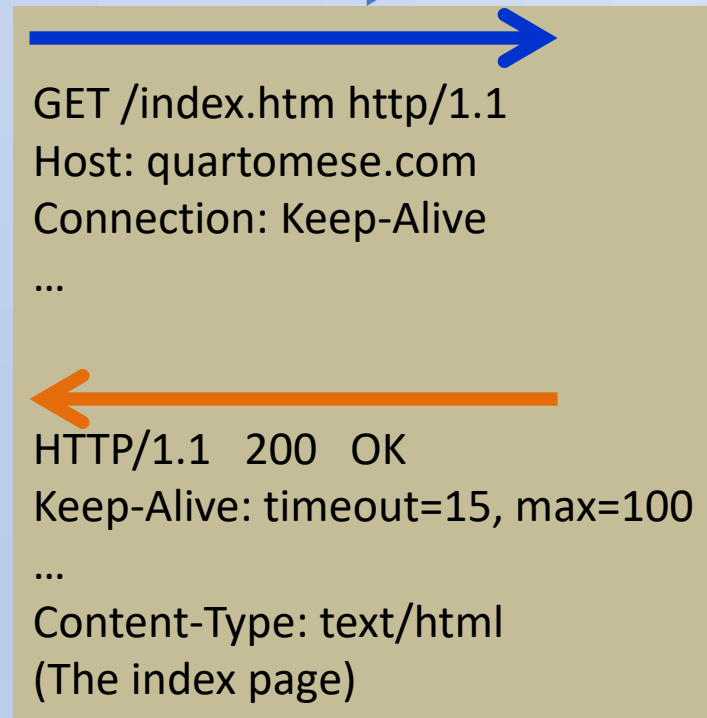 GET /index.htm http/1.1
Host: quartomese.com
Connection: Keep-Alive
…
HTTP/1.1   200   OK
Keep-Alive: timeout=15, max=100
…
Content-Type: text/html
(The index page)